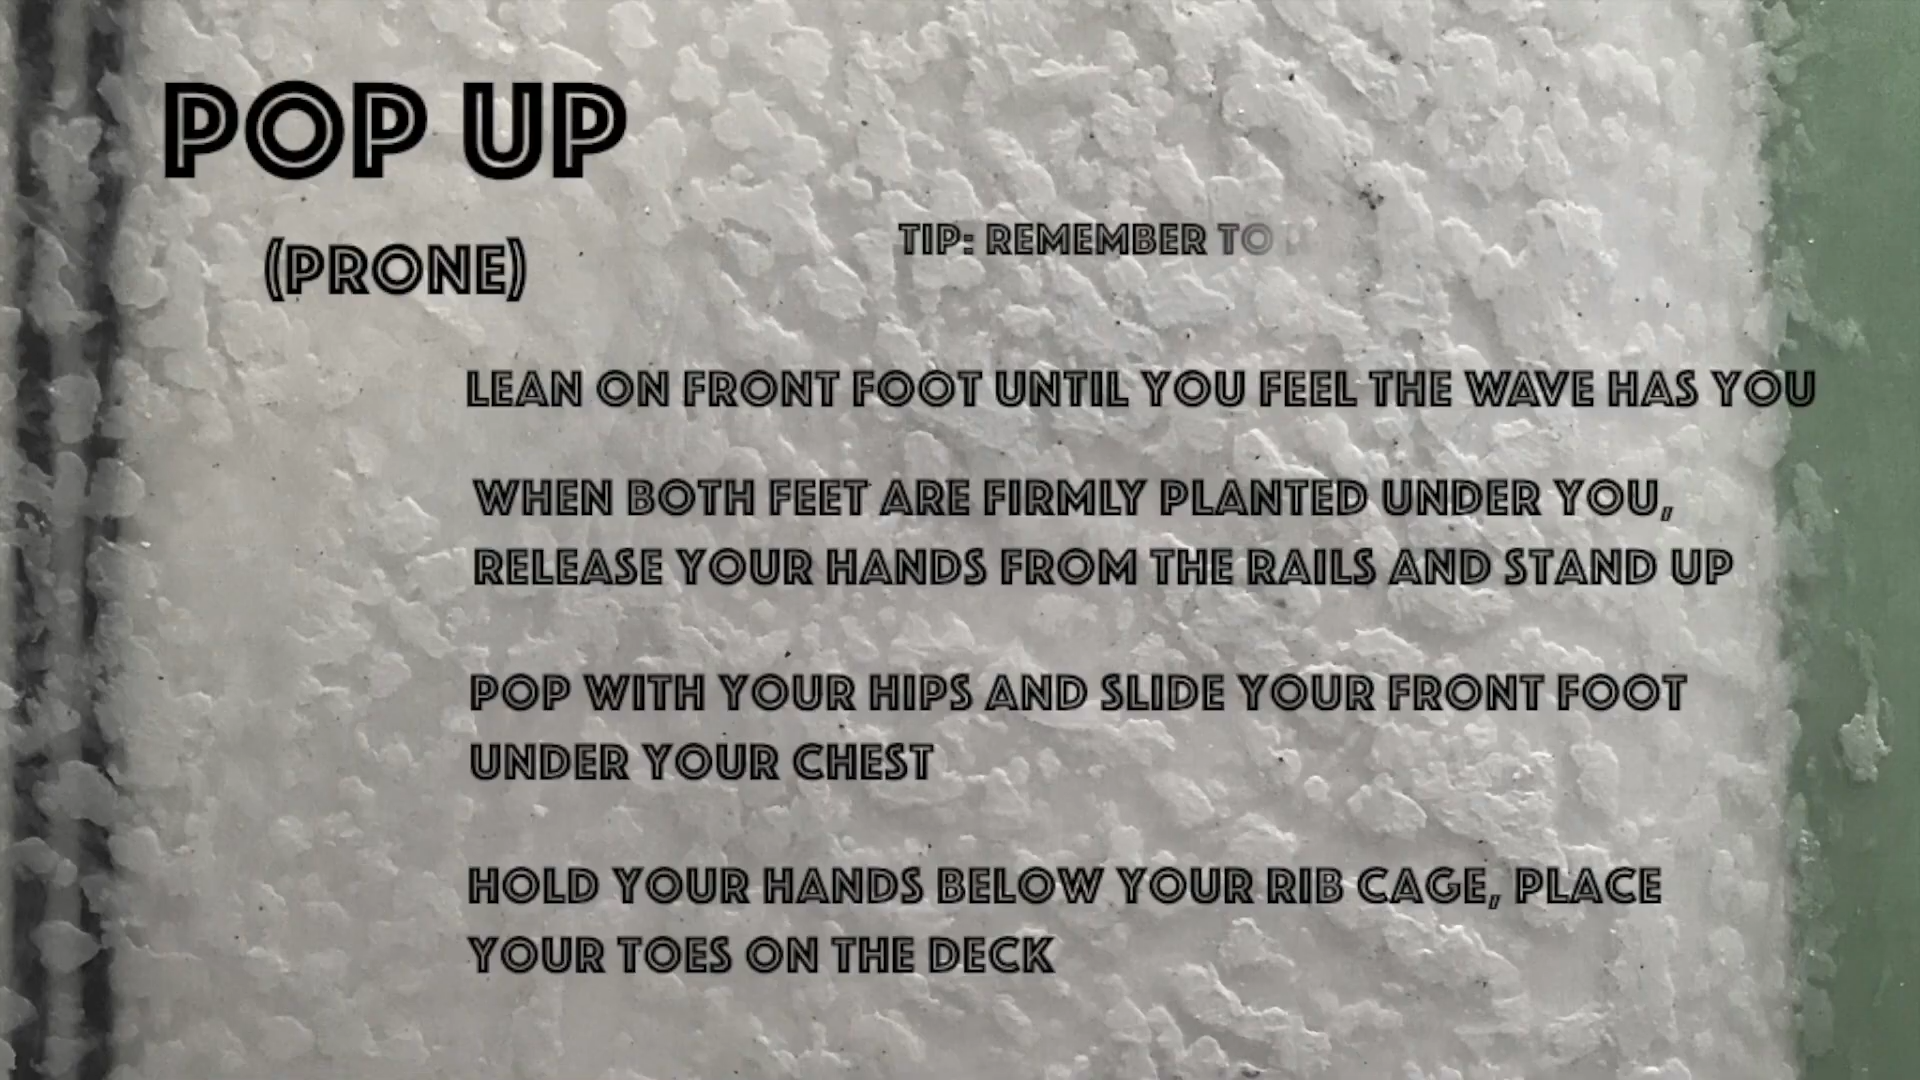 POP UP
(PRONE)
TIP: REMEMBER TO
LEAN ON FRONT FOOT UNTIL YOU FEEL THE WAVE HAS YOU
WHEN BOTH FEET ARE FIRMLY PLANTED UNDER YOU,
RELEASE YOUR HANDS FROM THE RAILS AND STAND UP
POP WITH YOUR HIPS AND SLIDE YOUR FRONT FOOT
UNDER YOUR CHEST
HOLD YOUR HANDS BELOW YOUR RIB CAGE, PLACE
YOUR TOES ON THE DECK